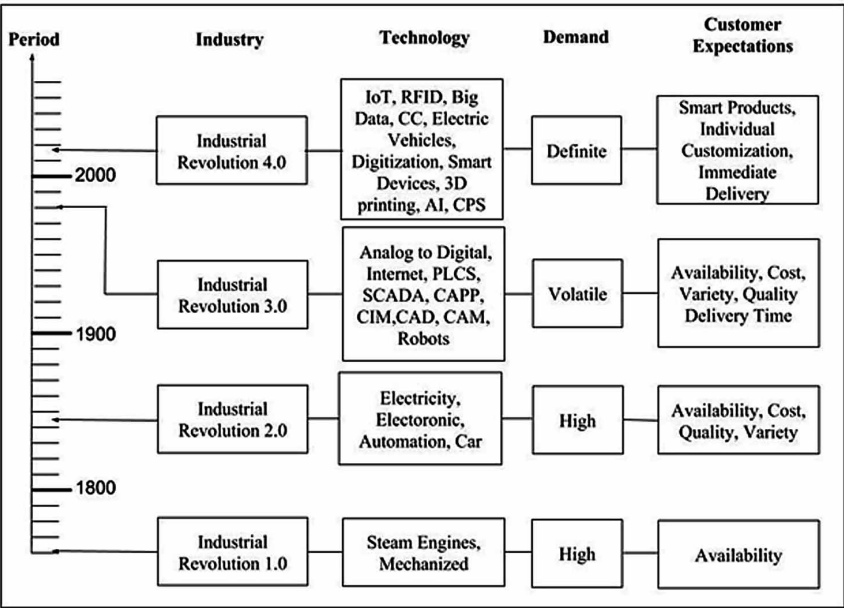 Period
Industry
Technology
Demand
Customer
Expectations
2000
1900
1800
Industrial
Revolution 4.0
IoT, RFID, Big
Data, CC, Electric
Vehicles,
Digitization, Smart
Devices, 3D
printing, AI, CPS
Definite
Smart Products,
Individual
Customization,
Immediate
Delivery
Industrial
Revolution 3.0
Analog to Digital,
Internet, PLCS,
SCADA, CAPP,
CIM,CAD, CAM,
Robots
Volatile
Availability, Cost,
Variety, Quality
Delivery Time
Industrial
Revolution 2.0
Electricity,
Electoronic,
Automation, Car
High
Availability, Cost,
Quality, Variety
Industrial
Revolution 1.0
Steam Engines,
Mechanized
High
Availability